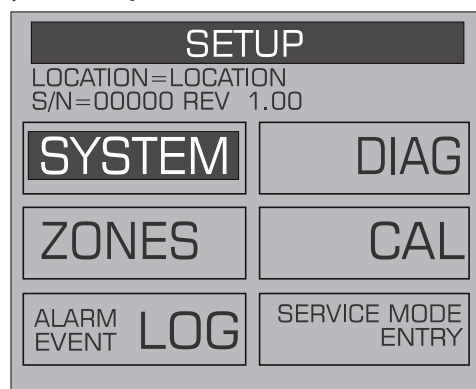 SETUP
LOCATION=LOCATION
S/N=00000 REV 1.00
SYSTEM
DIAG
ZONES
CAL
ALARM
EVENT LOG
SERVICE MODE
ENTRY